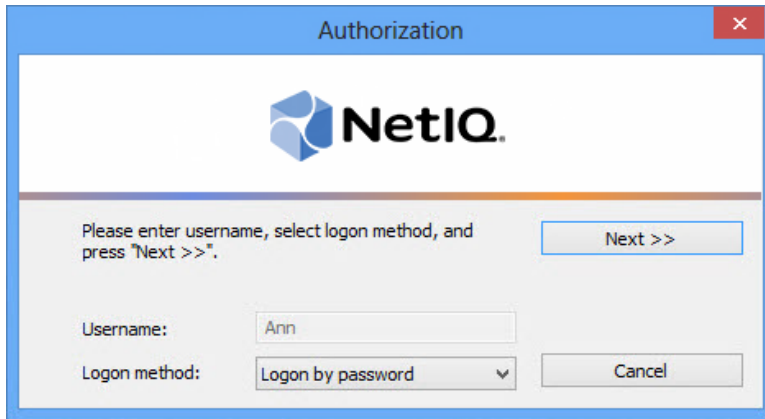 Authorization
NetIQ.
Please enter username, select logon method, and
press "Next >>".
Next >>
Username:
Ann
Logon method:
Logon by password
Cancel